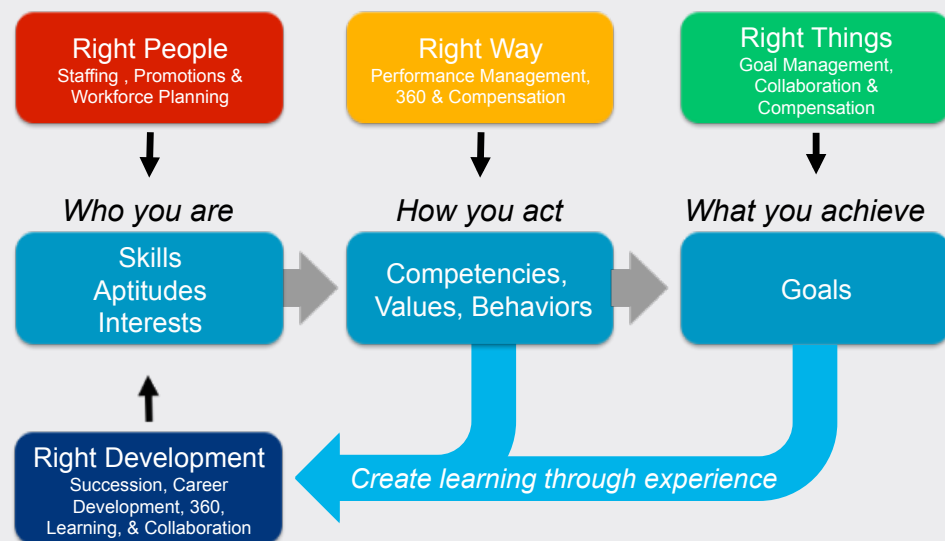 Right People
Staffing , Promotions &
Workforce Planning
Right Way
Performance Management,
360 & Compensation
Right Things
Goal Management,
Collaboration &
Compensation
Who you are
How you act
What you achieve
Skills
Aptitudes
Interests
Competencies,
Values, Behaviors
Goals
Right Development
Succession, Career
Development, 360,
Learning, & Collaboration
Create learning through experience